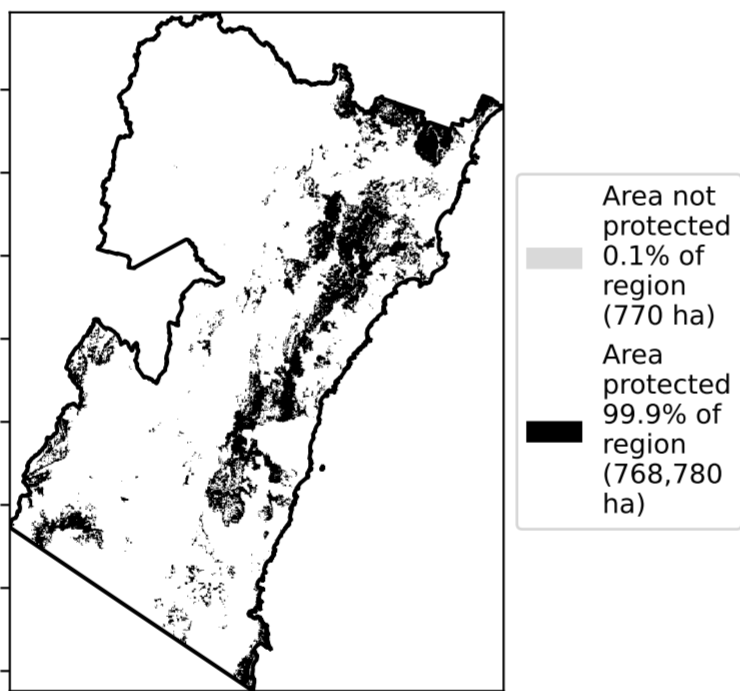 Area not
protected
0.1% of
region
(770 ha)
Area
protected
99.9% of
region
(768,780
ha)